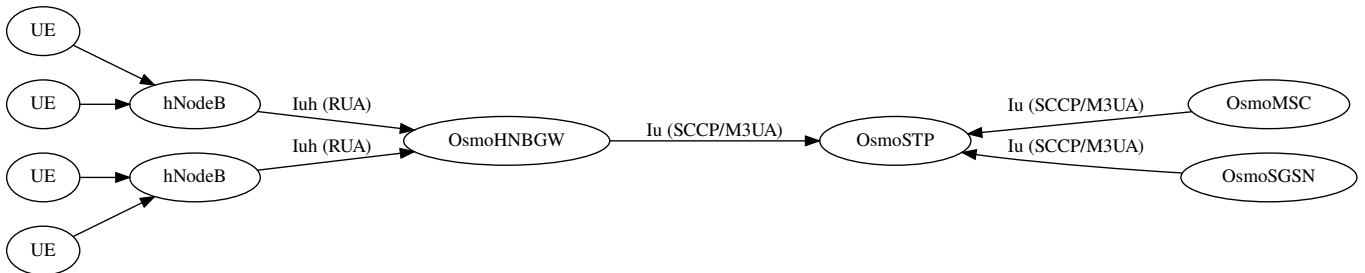 UE
UE
hNodeB
Iuh (RUA)
UE
hNodeB
Iuh (RUA)
UE
OsmoHNBGW
Iu (SCCP/M3UA)
OsmoSTP
Iu (SCCP/M3UA)
OsmoMSC
Iu (SCCP/M3UA)
OsmoSGSN